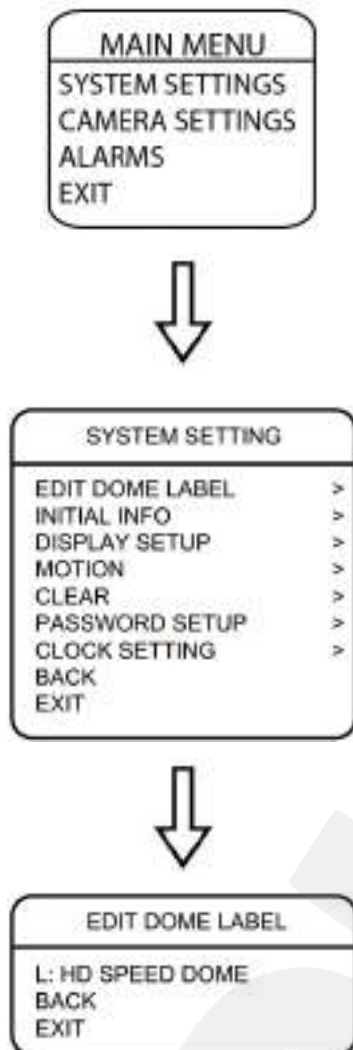 MAIN MENU
SYSTEM SETTINGS
CAMERA SETTINGS
ALARMS
EXIT
SYSTEM SETTING
EDIT DOME LABEL >
INITIAL INFO >
DISPLAY SETUP >
MOTION >
CLEAR >
PASSWORD SETUP >
CLOCK SETTING >
BACK
EXIT
EDIT DOME LABEL
L: HD SPEED DOME
BACK
EXIT